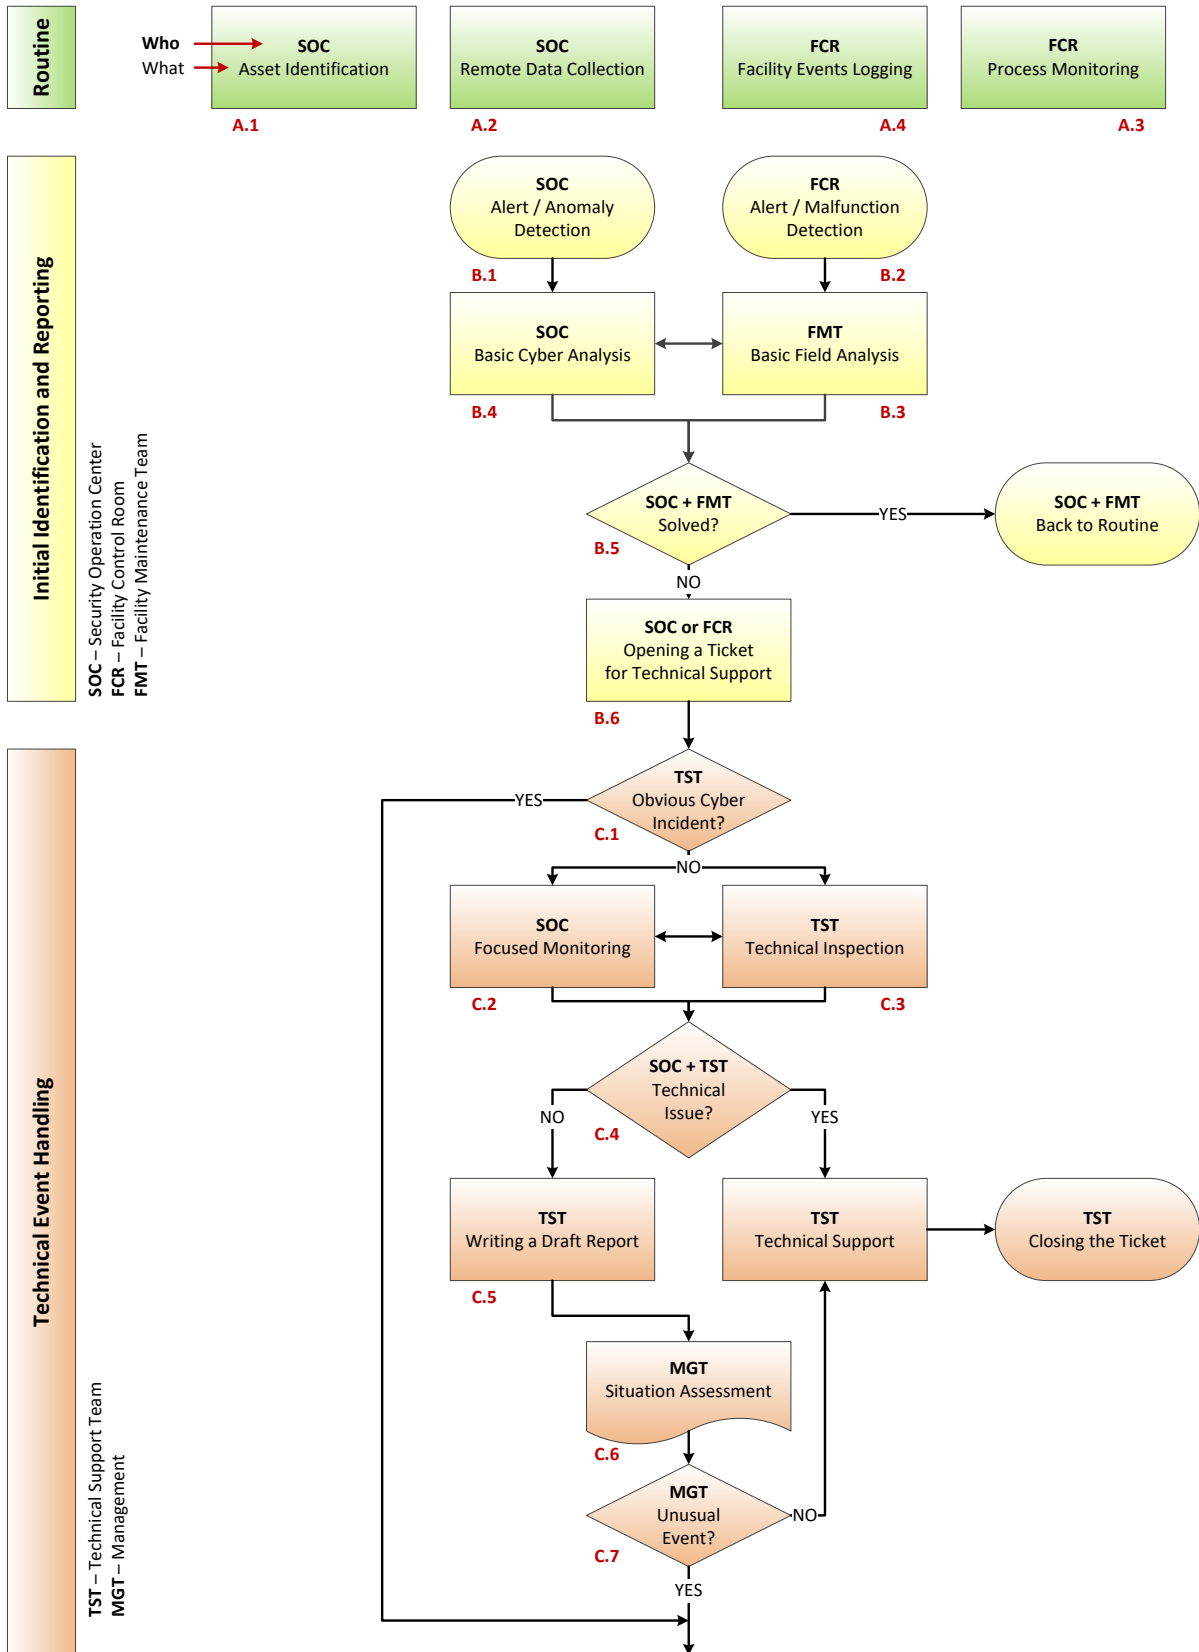 Routine
Who
What
SOC
Asset Identification
A.1
SOC
Remote Data Collection
A.2
FCR
Facility Events Logging
A.4
FCR
Process Monitoring
A.3
Initial Identification and Reporting
SOC – Security Operation Center
FCR – Facility Control Room
FMT – Facility Maintenance Team
SOC
Alert / Anomaly
Detection
B.1
FCR
Alert / Malfunction
Detection
B.2
SOC
Basic Cyber Analysis
B.4
FMT
Basic Field Analysis
B.3
SOC + FMT
Solved?
B.5
YES
SOC + FMT
Back to Routine
NO
SOC or FCR
Opening a Ticket
for Technical Support
B.6
Technical Event Handling
TST – Technical Support Team
MGT – Management
TST
Obvious Cyber
Incident?
C.1
YES
NO
SOC
Focused Monitoring
C.2
TST
Technical Inspection
C.3
SOC + TST
Technical
Issue?
C.4
NO
YES
TST
Writing a Draft Report
C.5
TST
Technical Support
TST
Closing the Ticket
MGT
Situation Assessment
C.6
MGT
Unusual
Event?
C.7
NO
YES